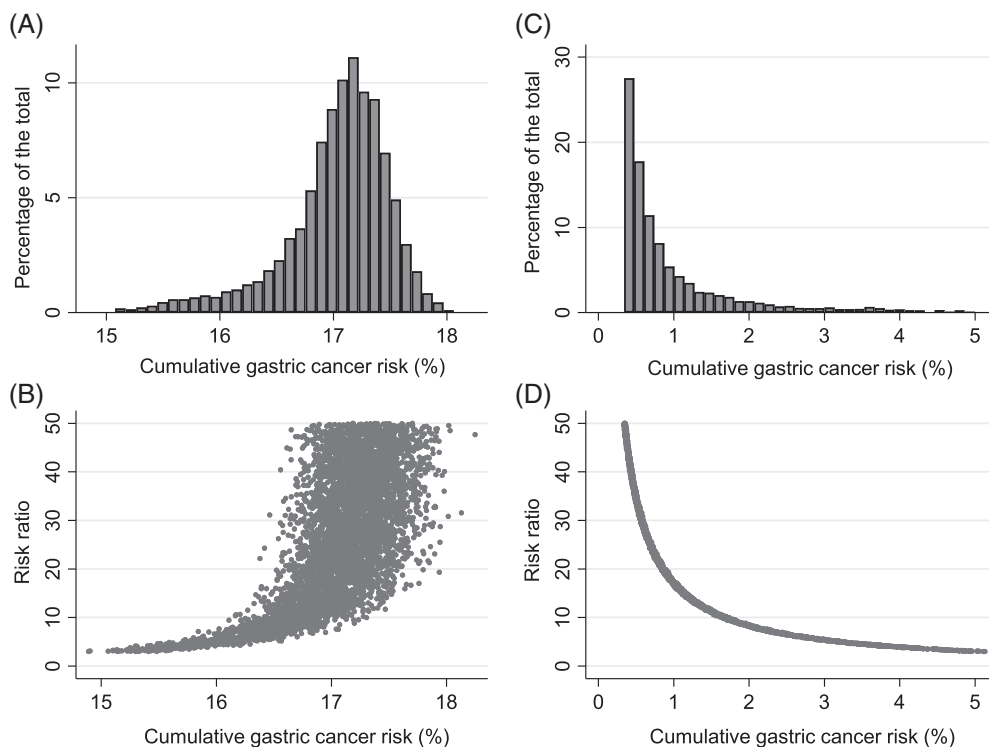 (A)
Percentage of the total
10
5
0
15 16 17 18
Cumulative gastric cancer risk (%)
(C)
Percentage of the total
30
20
10
0
0 1 2 3 4 5
Cumulative gastric cancer risk (%)
(B)
Risk ratio
50
40
30
20
10
0
15 16 17 18
Cumulative gastric cancer risk (%)
(D)
Risk ratio
50
40
30
20
10
0
0 1 2 3 4 5
Cumulative gastric cancer risk (%)